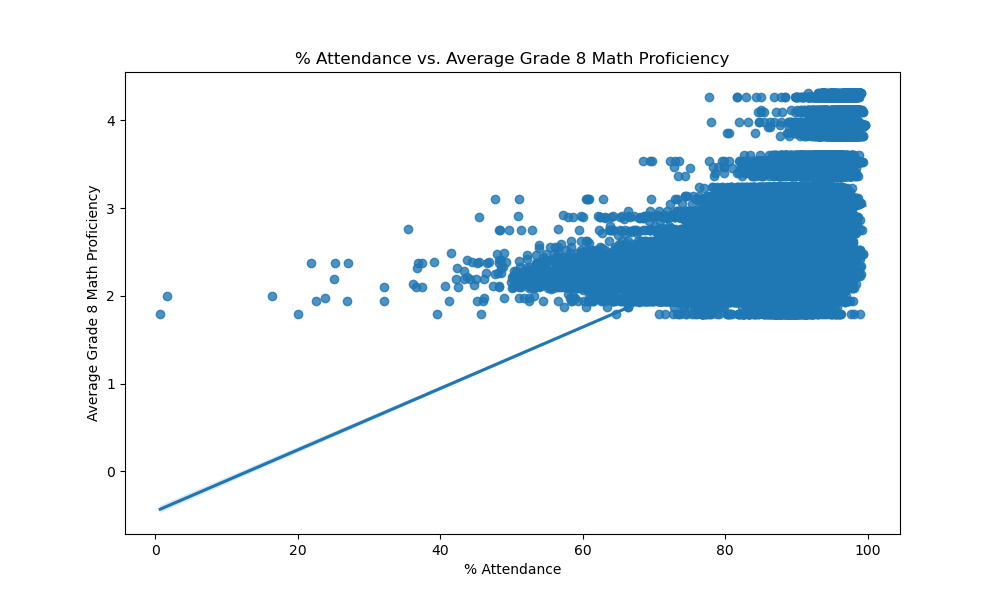 % Attendance vs. Average Grade 8 Math Proficiency
Average Grade 8 Math Proficiency
4
3
2
1
0
0 20 40 60 80 100
% Attendance